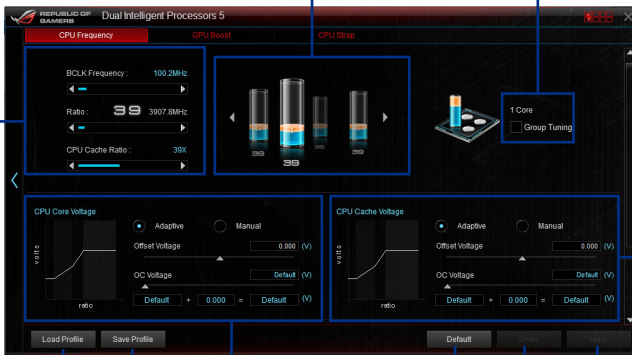 REPUBLIC OF GAMERS Dual Intelligent Processors 5
CPU Frequency GPU Boost CPU Strap
BCLK Frequency : 100.2MHz
Ratio : 39 3907.8MHz
CPU Cache Ratio : 39X
39 39 39 39
1 Core
Group Tuning
CPU Core Voltage
Adaptive Manual
Offset Voltage 0.000 (V)
OC Voltage Default (V)
Default + 0.000 = Default (V)
volts
ratio
CPU Cache Voltage
Adaptive Manual
Offset Voltage 0.000 (V)
OC Voltage Default (V)
Default + 0.000 = Default (V)
volts
ratio
Load Profile Save Profile Default Undo Apply